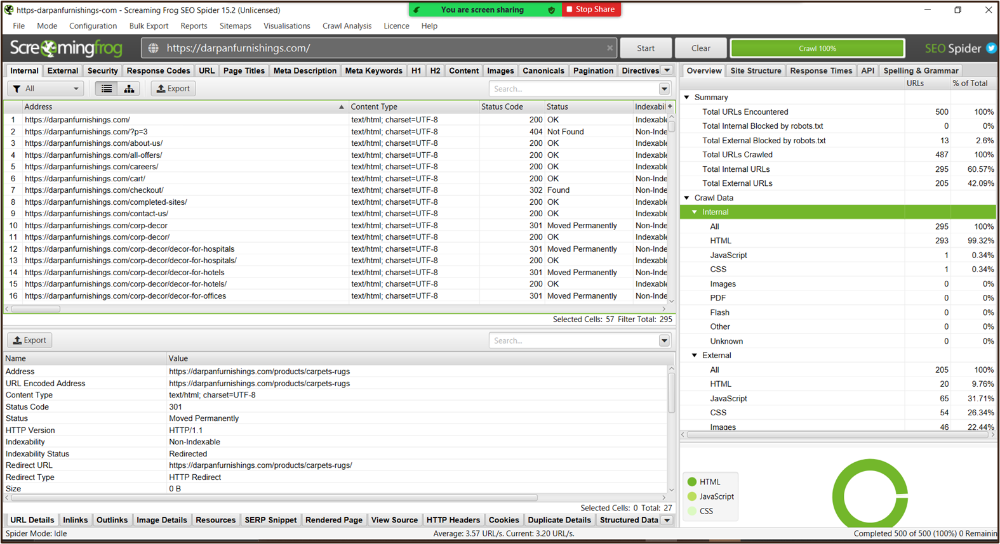 https-darpanfurnishings-com - Screaming Frog SEO Spider 15.2 (Unlicensed)
You are screen sharing
Stop Share
File Mode Configuration Bulk Export Reports Sitemaps Visualisations Crawl Analysis Licence Help
Screamingfrog
https://darpanfurnishings.com/
Start
Clear
Crawl 100%
SEO Spider
Internal External Security Response Codes URL Page Titles Meta Description Meta Keywords H1 H2 Content Images Canonicals Pagination Directives
All
Export
Search...
Address Content Type Status Code Status Indexabil
1 https://darpanfurnishings.com/ text/html; charset=UTF-8 200 OK Indexable
2 https://darpanfurnishings.com/?p=3 text/html; charset=UTF-8 404 Not Found Non-Inde
3 https://darpanfurnishings.com/about-us/ text/html; charset=UTF-8 200 OK Indexable
4 https://darpanfurnishings.com/all-offers/ text/html; charset=UTF-8 200 OK Indexable
5 https://darpanfurnishings.com/careers/ text/html; charset=UTF-8 200 OK Indexable
6 https://darpanfurnishings.com/cart/ text/html; charset=UTF-8 200 OK Non-Inde
7 https://darpanfurnishings.com/checkout/ text/html; charset=UTF-8 302 Found Non-Inde
8 https://darpanfurnishings.com/completed-sites/ text/html; charset=UTF-8 200 OK Indexable
9 https://darpanfurnishings.com/contact-us/ text/html; charset=UTF-8 200 OK Indexable
10 https://darpanfurnishings.com/corp-decor text/html; charset=UTF-8 301 Moved Permanently Non-Inde
11 https://darpanfurnishings.com/corp-decor/ text/html; charset=UTF-8 200 OK Indexable
12 https://darpanfurnishings.com/corp-decor/decor-for-hospitals text/html; charset=UTF-8 301 Moved Permanently Non-Inde
13 https://darpanfurnishings.com/corp-decor/decor-for-hospitals/ text/html; charset=UTF-8 200 OK Indexable
14 https://darpanfurnishings.com/corp-decor/decor-for-hotels text/html; charset=UTF-8 301 Moved Permanently Non-Inde
15 https://darpanfurnishings.com/corp-decor/decor-for-hotels/ text/html; charset=UTF-8 200 OK Indexable
16 https://darpanfurnishings.com/corp-decor/decor-for-offices text/html; charset=UTF-8 301 Moved Permanently Non-Inde
Selected Cells: 57 Filter Total: 295
Export
Search...
Name Value
Address https://darpanfurnishings.com/products/carpets-rugs
URL Encoded Address https://darpanfurnishings.com/products/carpets-rugs
Content Type text/html; charset=UTF-8
Status Code 301
Status Moved Permanently
HTTP Version HTTP/1.1
Indexability Non-Indexable
Indexability Status Redirected
Redirect URL https://darpanfurnishings.com/products/carpets-rugs/
Redirect Type HTTP Redirect
Size 0 B
Selected Cells: 0 Total: 27
URL Details Inlinks Outlinks Image Details Resources SERP Snippet Rendered Page View Source HTTP Headers Cookies Duplicate Details Structured Data
Overview Site Structure Response Times API Spelling & Grammar
URLs % of Total
Summary
Total URLs Encountered 500 100%
Total Internal Blocked by robots.txt 0 0%
Total External Blocked by robots.txt 13 2.6%
Total URLs Crawled 487 100%
Total Internal URLs 295 60.57%
Total External URLs 205 42.09%
Crawl Data
Internal
All 295 100%
HTML 293 99.32%
JavaScript 1 0.34%
CSS 1 0.34%
Images 0 0%
PDF 0 0%
Flash 0 0%
Other 0 0%
Unknown 0 0%
External
All 205 100%
HTML 20 9.76%
JavaScript 65 31.71%
CSS 54 26.34%
Images 46 22.44%
HTML
JavaScript
CSS
Spider Mode: Idle
Average: 3.57 URL/s. Current: 3.20 URL/s.
Completed 500 of 500 (100%) 0 Remainin